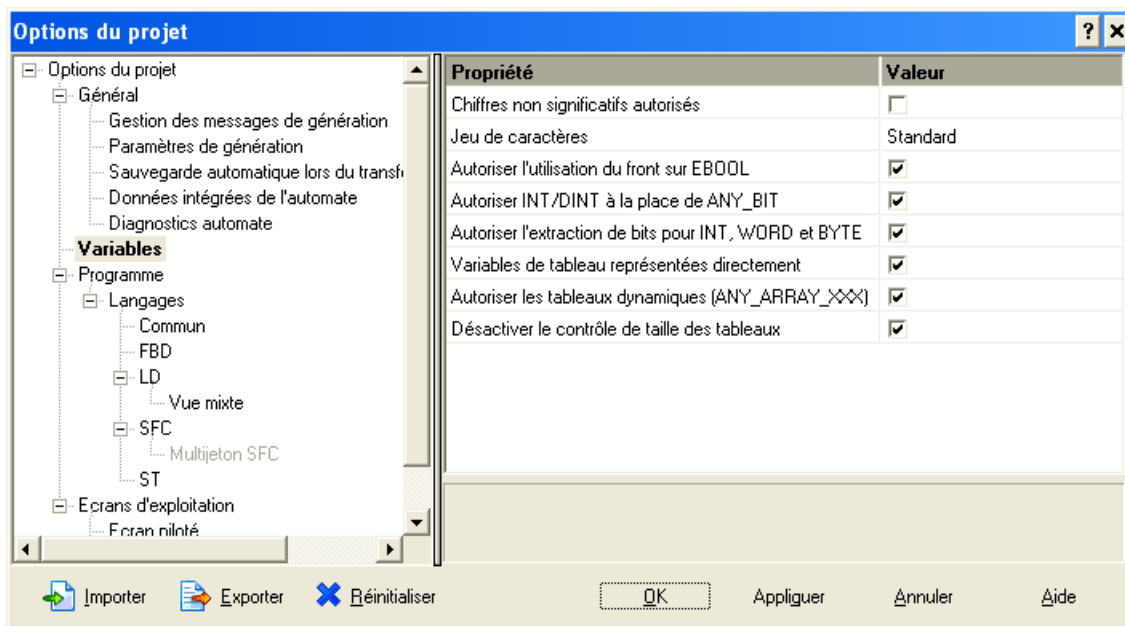 Options du projet
Options du projet
Général
Gestion des messages de génération
Paramètres de génération
Sauvegarde automatique lors du transfe
Données intégrées de l'automate
Diagnostics automate
Variables
Programme
Langages
Commun
FBD
LD
Vue mixte
SFC
Multijeton SFC
ST
Ecrans d'exploitation
Ecran piloté
Propriété Valeur
Chiffres non significatifs autorisés
Jeu de caractères Standard
Autoriser l'utilisation du front sur EBOOL
Autoriser INT/DINT à la place de ANY_BIT
Autoriser l'extraction de bits pour INT, WORD et BYTE
Variables de tableau représentées directement
Autoriser les tableaux dynamiques (ANY_ARRAY_XXX)
Désactiver le contrôle de taille des tableaux
Importer Exporter Réinitialiser OK Appliquer Annuler Aide